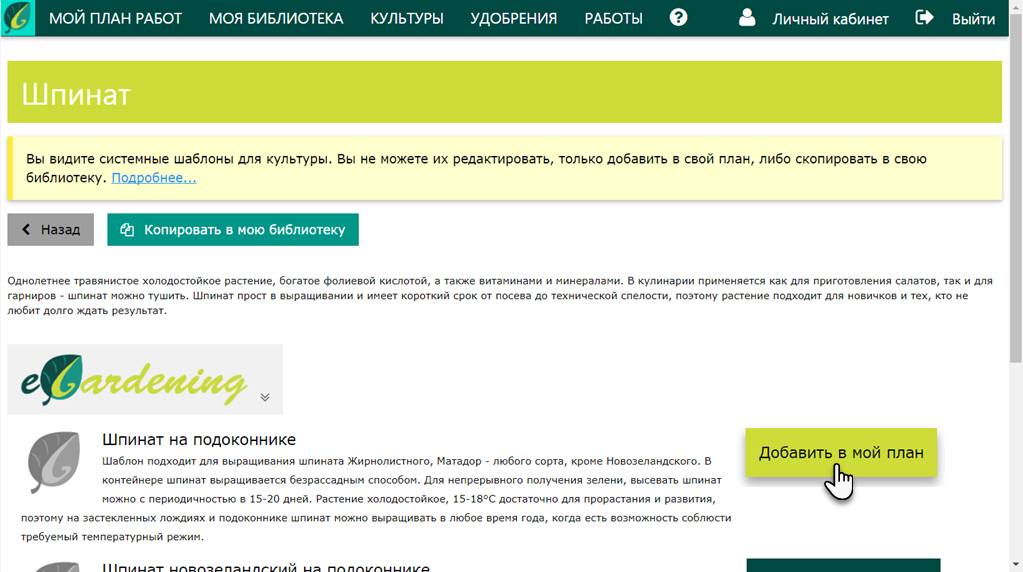 МОЙ ПЛАН РАБОТ МОЯ БИБЛИОТЕКА КУЛЬТУРЫ УДОБРЕНИЯ РАБОТЫ ? Личный кабинет Выйти
Шпинат
Вы видите системные шаблоны для культуры. Вы не можете их редактировать, только добавить в свой план, либо скопировать в свою
библиотеку. Подробнее...
Назад Копировать в мою библиотеку
Однолетнее травянистое холодостойкое растение, богатое фолиевой кислотой, а также витаминами и минералами. В кулинарии применяется как для приготовления салатов, так и для
гарниров - шпинат можно тушить. Шпинат прост в выращивании и имеет короткий срок от посева до технической спелости, поэтому растение подходит для новичков и тех, кто не
любит долго ждать результат.
eGardening
Шпинат на подоконнике
Добавить в мой план
Шаблон подходит для выращивания шпината Жирнолистного, Матадор - любого сорта, кроме Новозеландского. В
контейнере шпинат выращивается безрассадным способом. Для непрерывного получения зелени, высевать шпинат
можно с периодичностью в 15-20 дней. Растение холодостойкое, 15-18°С достаточно для прорастания и развития,
поэтому на застекленных лождиях и подоконнике шпинат можно выращивать в любое время года, когда есть возможность соблюсти
требуемый температурный режим.
Шпинат новозеландский на подоконнике